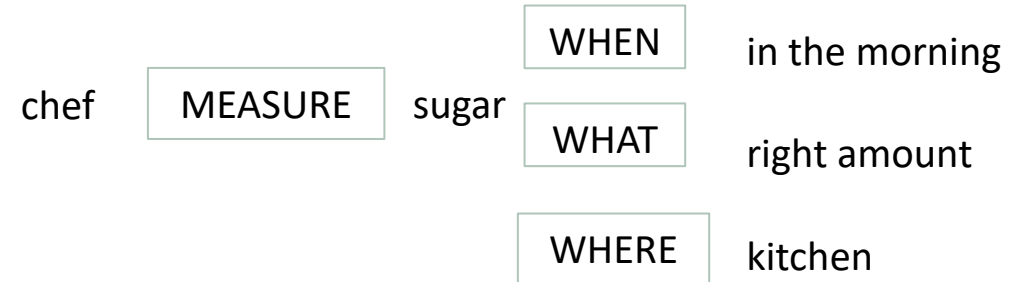 WHEN in the morning
chef MEASURE sugar
WHAT right amount
WHERE kitchen